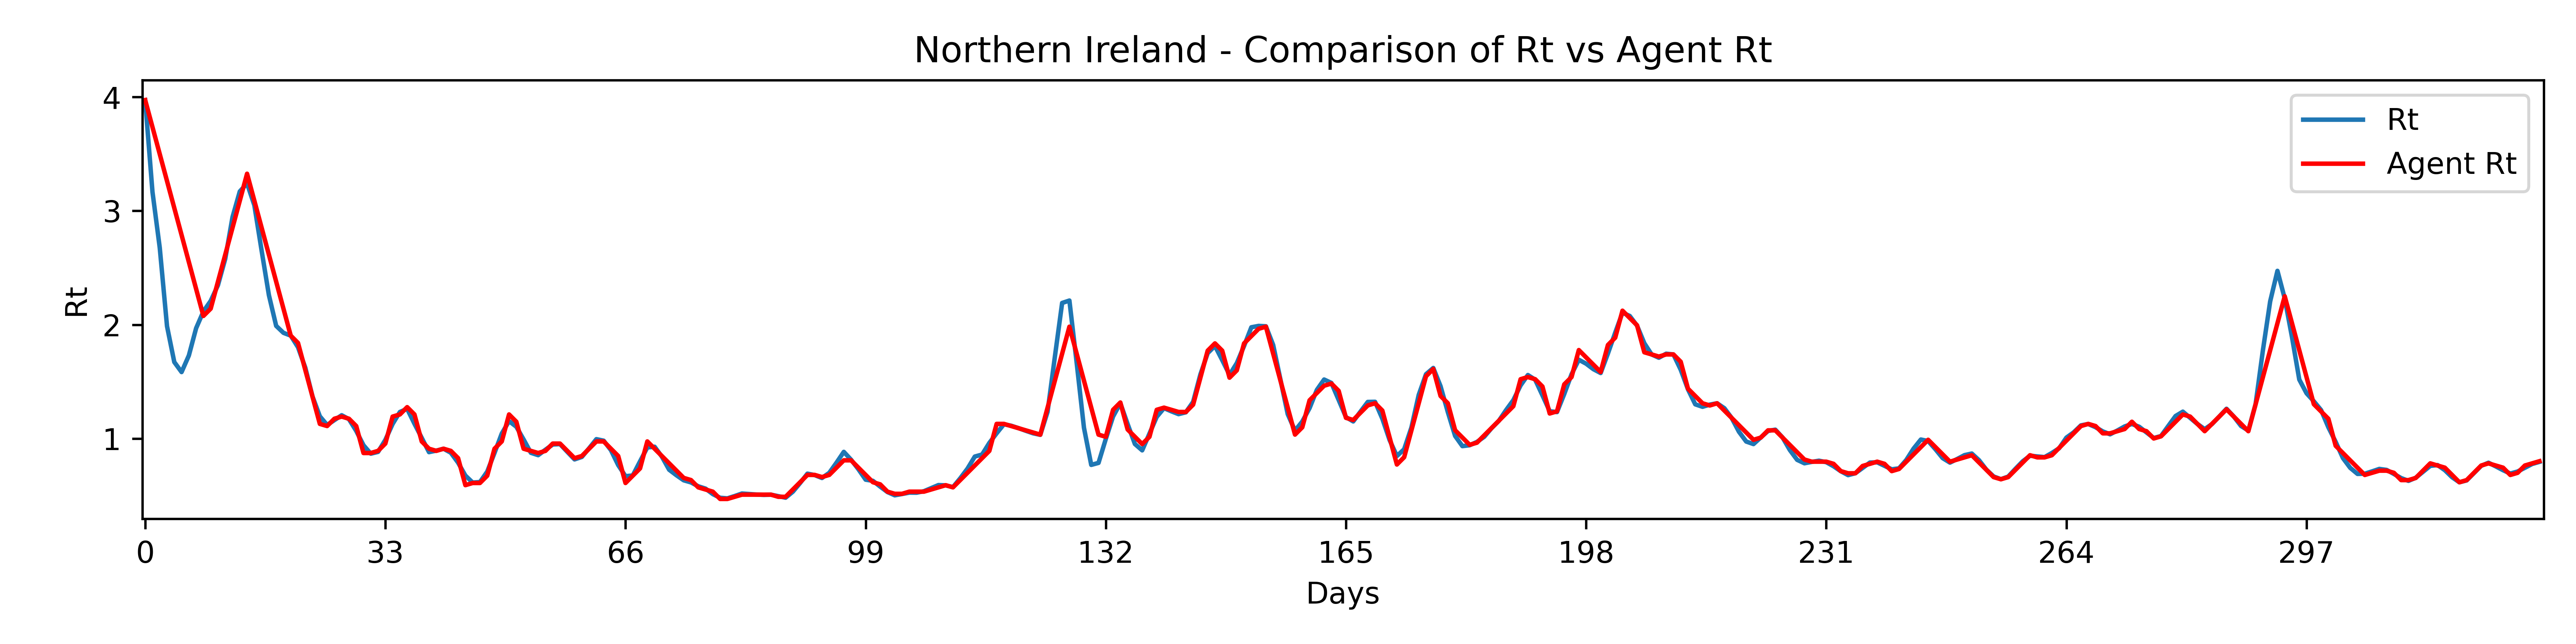 Northern Ireland - Comparison of Rt vs Agent Rt
4
3
2
1
Rt
Rt
Agent Rt
0 33 66 99 132 165 198 231 264 297
Days